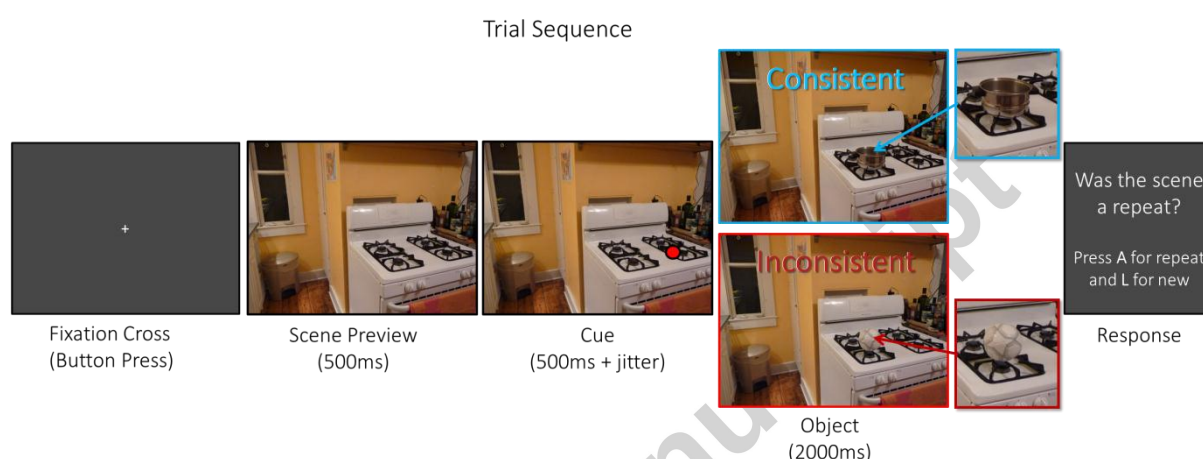 Trial Sequence
+
Fixation Cross
(Button Press)
Scene Preview
(500ms)
Cue
(500ms + jitter)
Consistent
Inconsistent
Object
(2000ms)
Was the scene
a repeat?
Press A for repeat
and L for new
Response